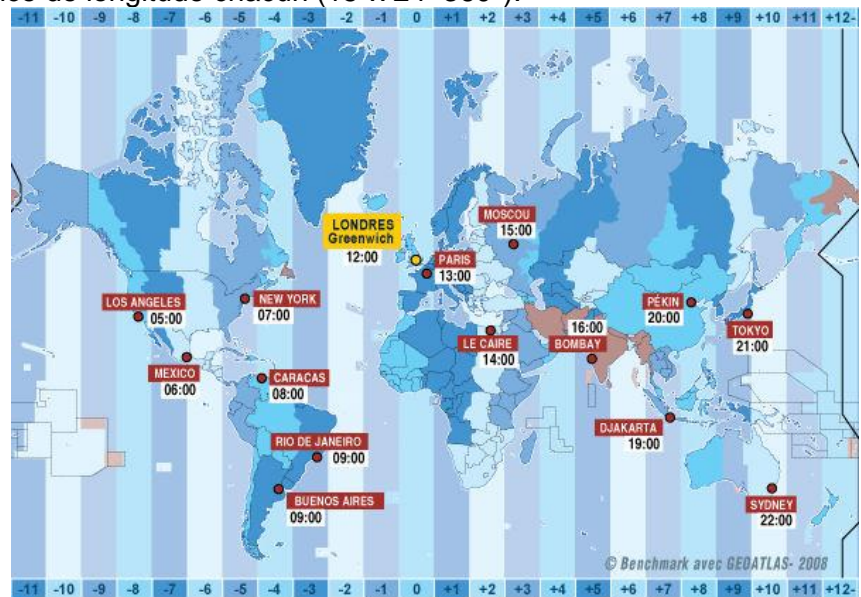 -11 -10 -9 -8 -7 -6 -5 -4 -3 -2 -1 0 +1 +2 +3 +4 +5 +6 +7 +8 +9 +10 +11 +12-
LONDRES
Greenwich
12:00
MOSCOU
15:00
PARIS
13:00
LOS ANGELES
05:00
NEW YORK
07:00
PÉKIN
20:00
TOKYO
21:00
LE CAIRE
14:00
16:00
BOMBAY
MEXICO
06:00
CARACAS
08:00
DJAKARTA
19:00
RIO DE JANEIRO
09:00
BUENOS AIRES
09:00
SYDNEY
22:00
© Benchmark avec GEOATLAS- 2008
-11 -10 -9 -8 -7 -6 -5 -4 -3 -2 -1 0 +1 +2 +3 +4 +5 +6 +7 +8 +9 +10 +11 +12-